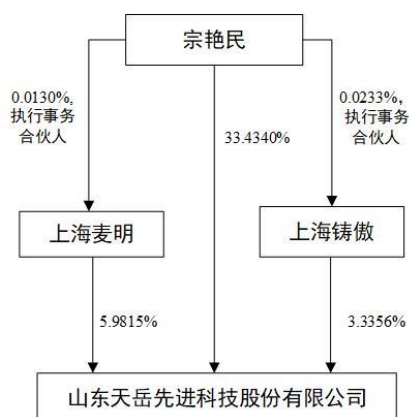 宗艳民
0.0130%,
执行事务
合伙人
33.4340%
0.0233%，
执行事务
合伙人
上海麦明
上海铸傲
5.9815%
3.3356%
山东天岳先进科技股份有限公司